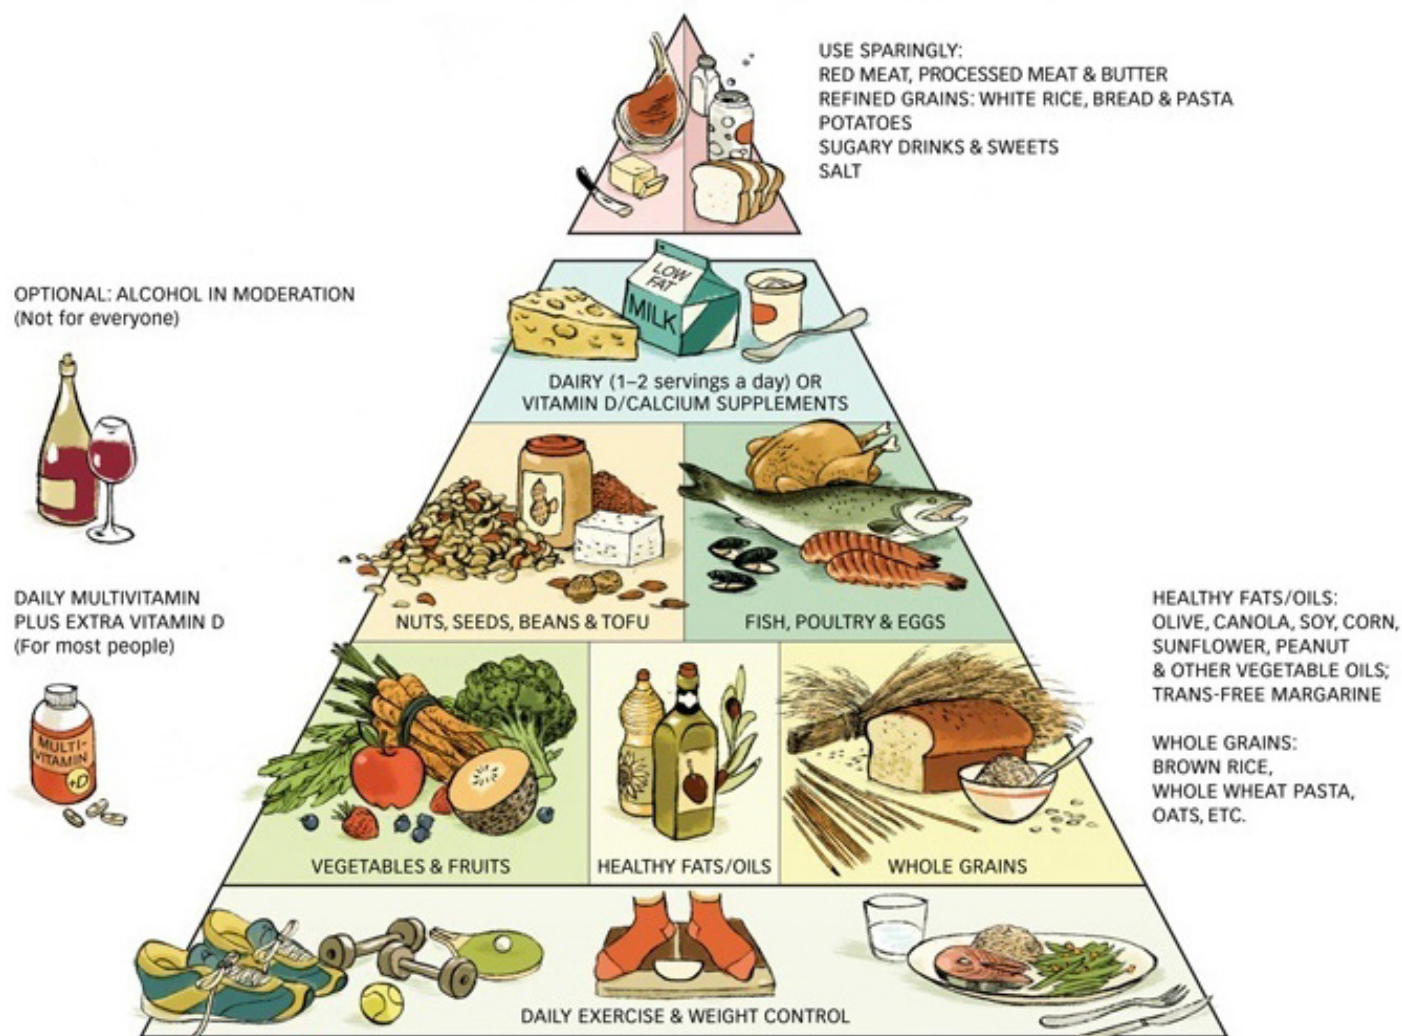 USE SPARINGLY:
RED MEAT, PROCESSED MEAT & BUTTER
REFINED GRAINS: WHITE RICE, BREAD & PASTA
POTATOES
SUGARY DRINKS & SWEETS
SALT
OPTIONAL: ALCOHOL IN MODERATION
(Not for everyone)
LOW
FAT
MILK
DAIRY (1–2 servings a day) OR
VITAMIN D/CALCIUM SUPPLEMENTS
NUTS, SEEDS, BEANS & TOFU
FISH, POULTRY & EGGS
DAILY MULTIVITAMIN
PLUS EXTRA VITAMIN D
(For most people)
MULTI-
VITAMIN
+D
HEALTHY FATS/OILS:
OLIVE, CANOLA, SOY, CORN,
SUNFLOWER, PEANUT
& OTHER VEGETABLE OILS;
TRANS-FREE MARGARINE
WHOLE GRAINS:
BROWN RICE,
WHOLE WHEAT PASTA,
OATS, ETC.
VEGETABLES & FRUITS
HEALTHY FATS/OILS
WHOLE GRAINS
DAILY EXERCISE & WEIGHT CONTROL